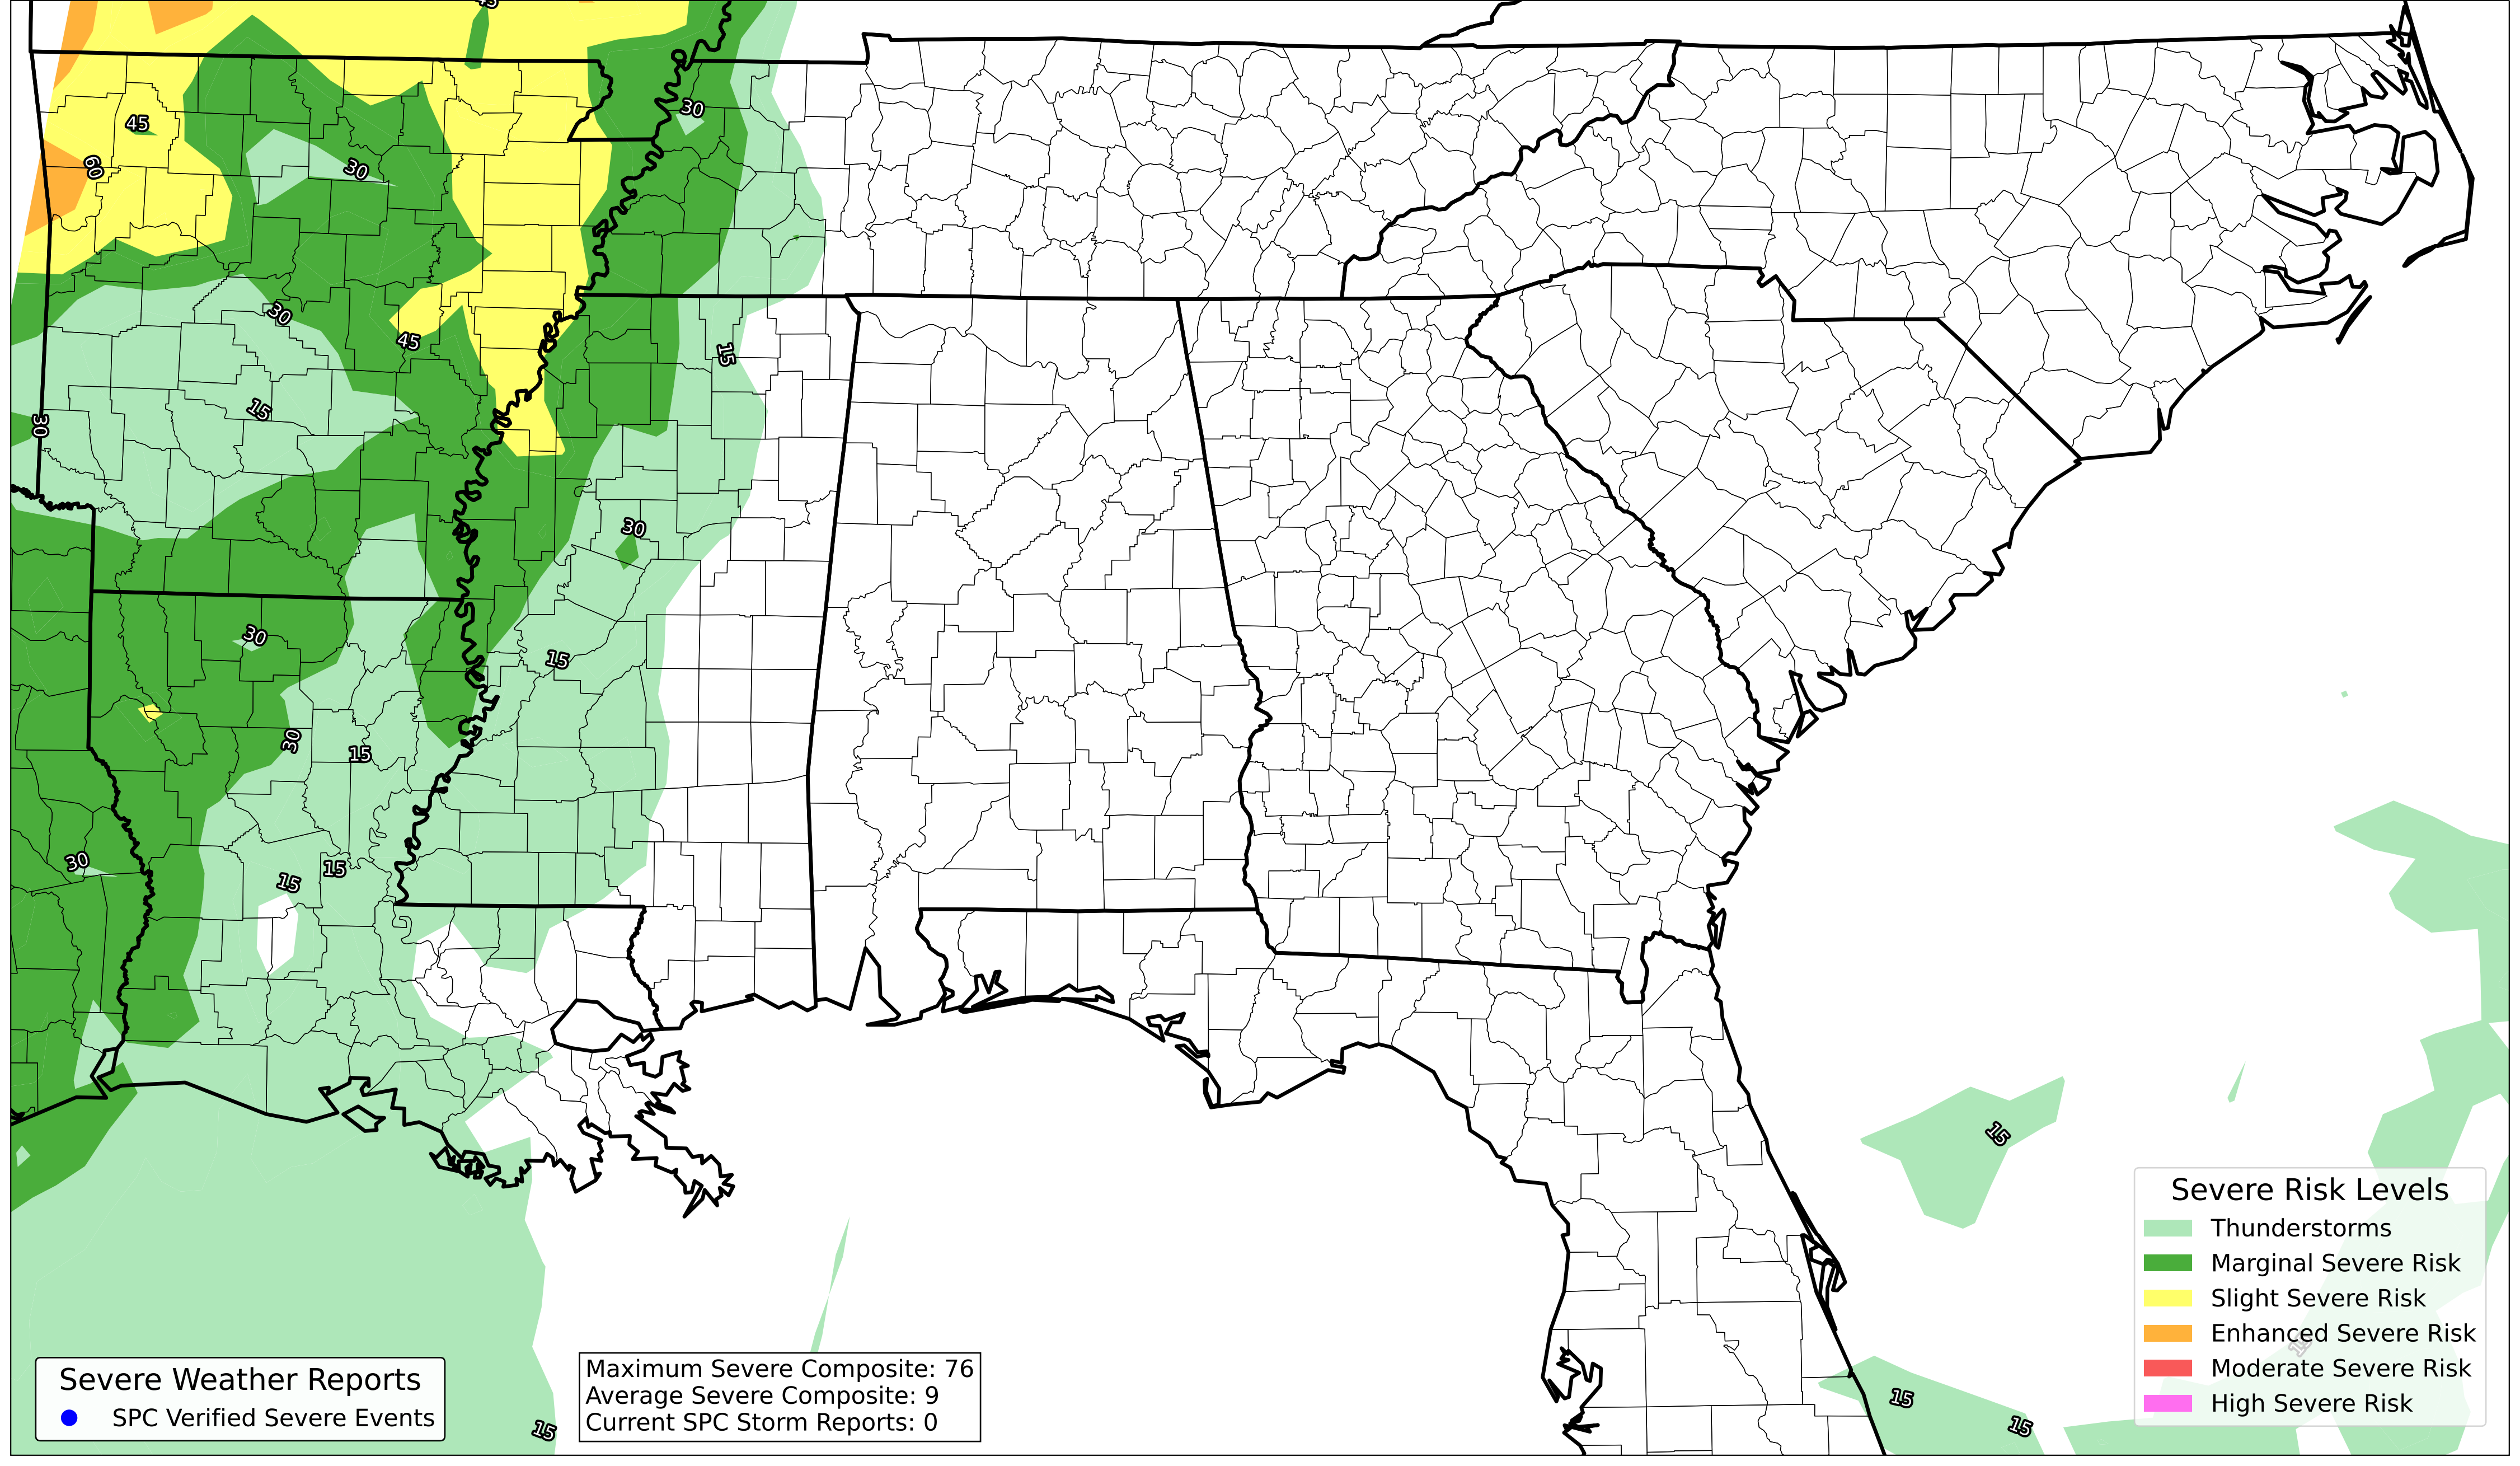 45
30
45
60
30
45
15
15
30
30
30
15
30
15
30
15
30
15
15
15
15
15
15
15
Severe Risk Levels
Thunderstorms
Marginal Severe Risk
Slight Severe Risk
Enhanced Severe Risk
Moderate Severe Risk
High Severe Risk
Severe Weather Reports
SPC Verified Severe Events
Maximum Severe Composite: 76
Average Severe Composite: 9
Current SPC Storm Reports: 0